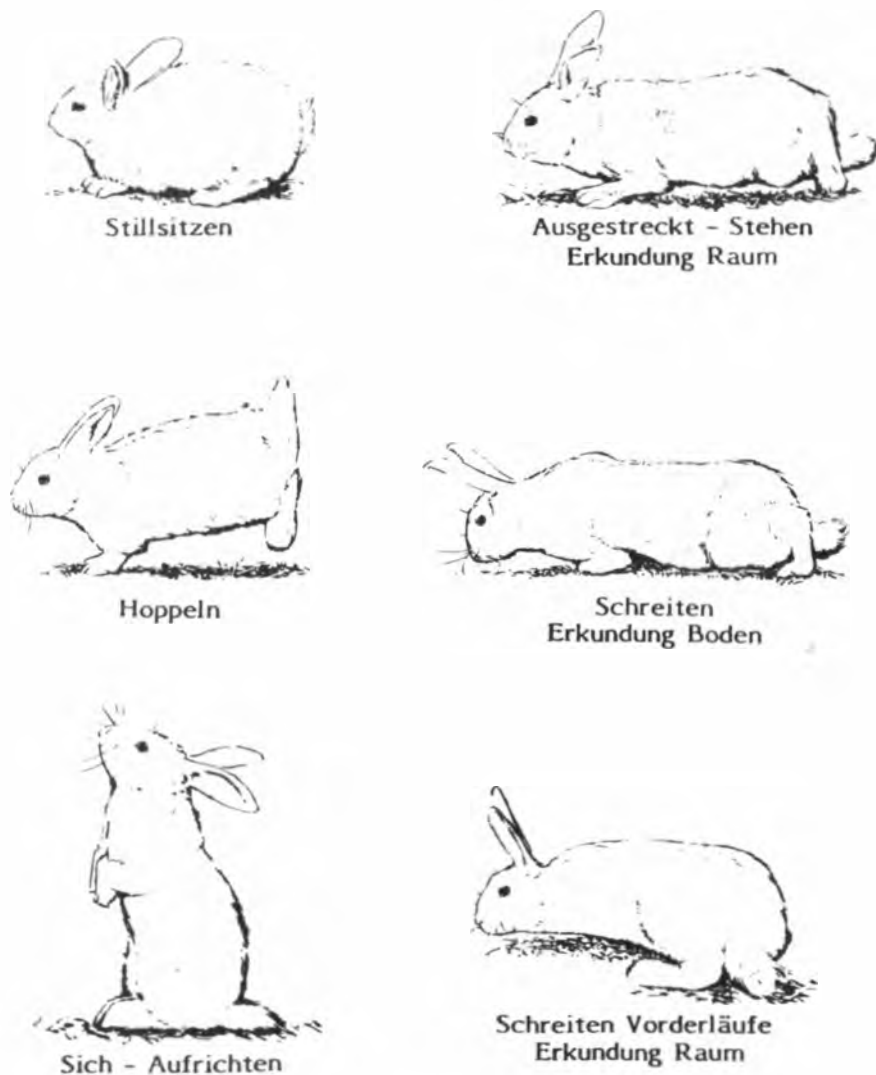 Stillsitzen
Ausgestreckt - Stehen
Erkundung Raum
Hoppeln
Schreiten
Erkundung Boden
Sich - Aufrichten
Schreiten Vorderläufe
Erkundung Raum